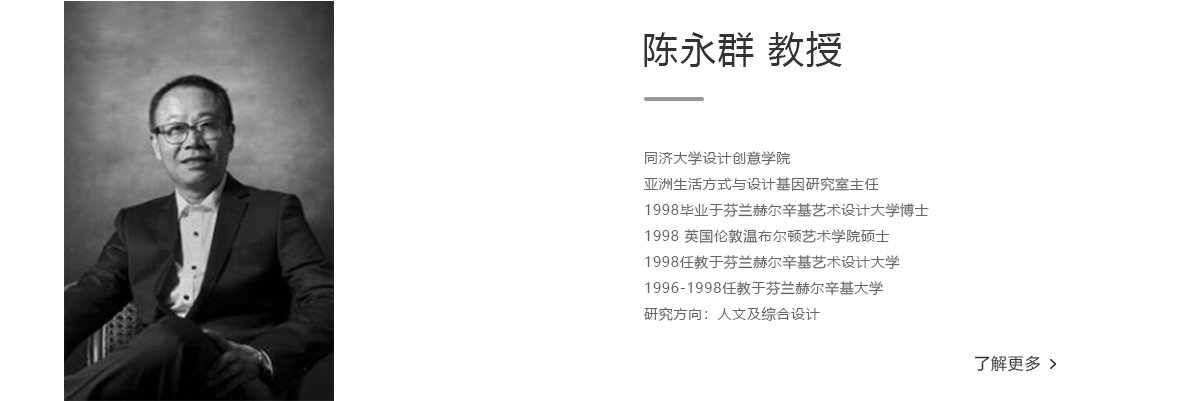 陈永群 教授
同济大学设计创意学院
亚洲生活方式与设计基因研究室主任
1998毕业于芬兰赫尔辛基艺术设计大学博士
1998 英国伦敦温布尔顿艺术学院硕士
1998任教于芬兰赫尔辛基艺术设计大学
1996-1998任教于芬兰赫尔辛基大学
研究方向：人文及综合设计
了解更多 >